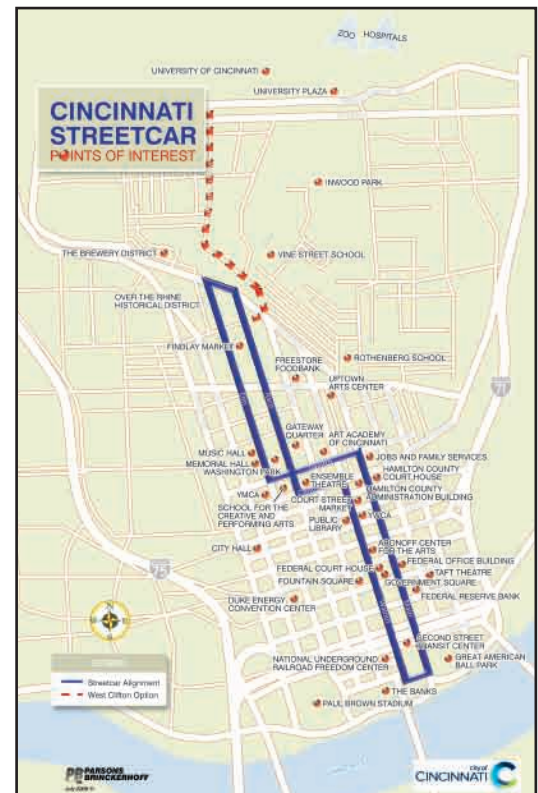 ZOO HOSPITALS
UNIVERSITY OF CINCINNATI
UNIVERSITY PLAZA
CINCINNATI
STREETCAR
POINTS OF INTEREST
INWOOD PARK
THE BREWERY DISTRICT
VINE STREET SCHOOL
OVER THE RHINE
HISTORICAL DISTRICT
FINDLAY MARKET
FREESTORE
FOODBANK
ROTHENBERG SCHOOL
UPTOWN
ARTS CENTER
71
GATEWAY
QUARTER
ART ACADEMY
OF CINCINNATI
MUSIC HALL
MEMORIAL HALL
WASHINGTON PARK
JOBS AND FAMILY SERVICES
HAMILTON COUNTY
COURT HOUSE
ENSEMBLE
THEATRE
HAMILTON COUNTY
ADMINISTRATION BUILDING
YMCA
SCHOOL FOR THE
CREATIVE AND
PERFORMING ARTS
COURT STREET
MARKET
PUBLIC
LIBRARY
YWCA
CITY HALL
ARONOFF CENTER
FOR THE ARTS
75
FEDERAL COURT HOUSE
FEDERAL OFFICE BUILDING
TAFT THEATRE
FOUNTAIN SQUARE
GOVERNMENT SQUARE
FEDERAL RESERVE BANK
DUKE ENERGY
CONVENTION CENTER
N
SECOND STREET
TRANSIT CENTER
NATIONAL UNDERGROUND
RAILROAD FREEDOM CENTER
GREAT AMERICAN
BALL PARK
Streetcar Alignment
West Clifton Option
THE BANKS
PAUL BROWN STADIUM
PB PARSONS
BRINCKERHOFF
city of
CINCINNATI